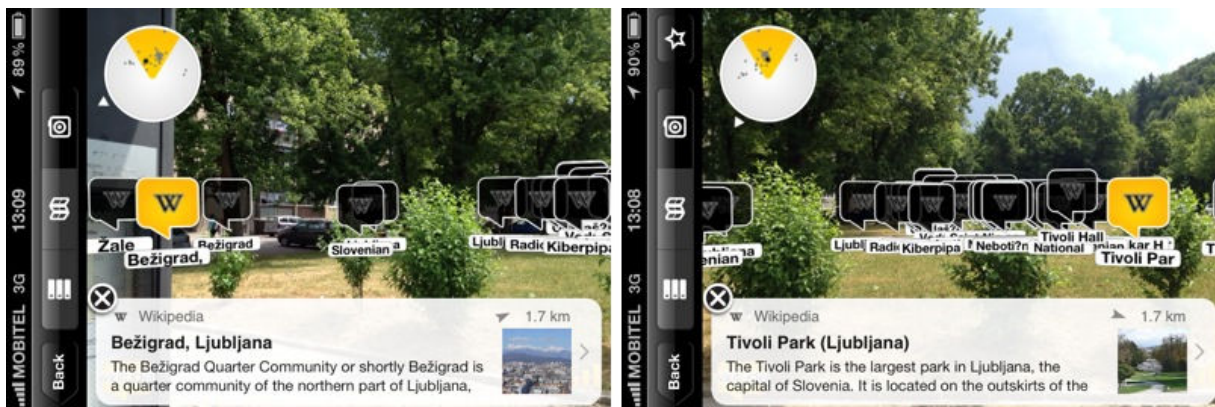 89%
13:09
MOBITEL 3G
Back
W
W
W
W
W
Žale
Bežigrad,
Bežigrad
Slovenian
Ljublj
Radio
Kiberpipa
W Wikipedia
1.7 km
Bežigrad, Ljubljana
The Bežigrad Quarter Community or shortly Bežigrad is
a quarter community of the northern part of Ljubljana,
90%
13:08
MOBITEL 3G
Back
W
W
W
W
W
enian
Ljublj
Radio
Kiberpipa
Neboti?n
Tivoli Hall
National
kar H
Tivoli Par
W Wikipedia
1.7 km
Tivoli Park (Ljubljana)
The Tivoli Park is the largest park in Ljubljana, the
capital of Slovenia. It is located on the outskirts of the